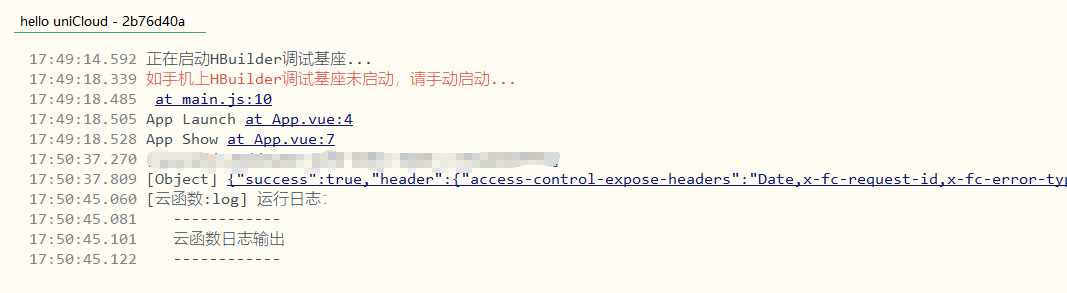 hello uniCloud - 2b76d40a
17:49:14.592 正在启动HBuilder调试基座...
17:49:18.339 如手机上HBuilder调试基座未启动，请手动启动...
17:49:18.485 at main.js:10
17:49:18.505 App Launch at App.vue:4
17:49:18.528 App Show at App.vue:7
17:50:37.270
17:50:37.809 [Object] {"success":true,"header":{"access-control-expose-headers":"Date,x-fc-request-id,x-fc-error-typ
17:50:45.060 [云函数:log] 运行日志：
17:50:45.081 ------------
17:50:45.101 云函数日志输出
17:50:45.122 ------------